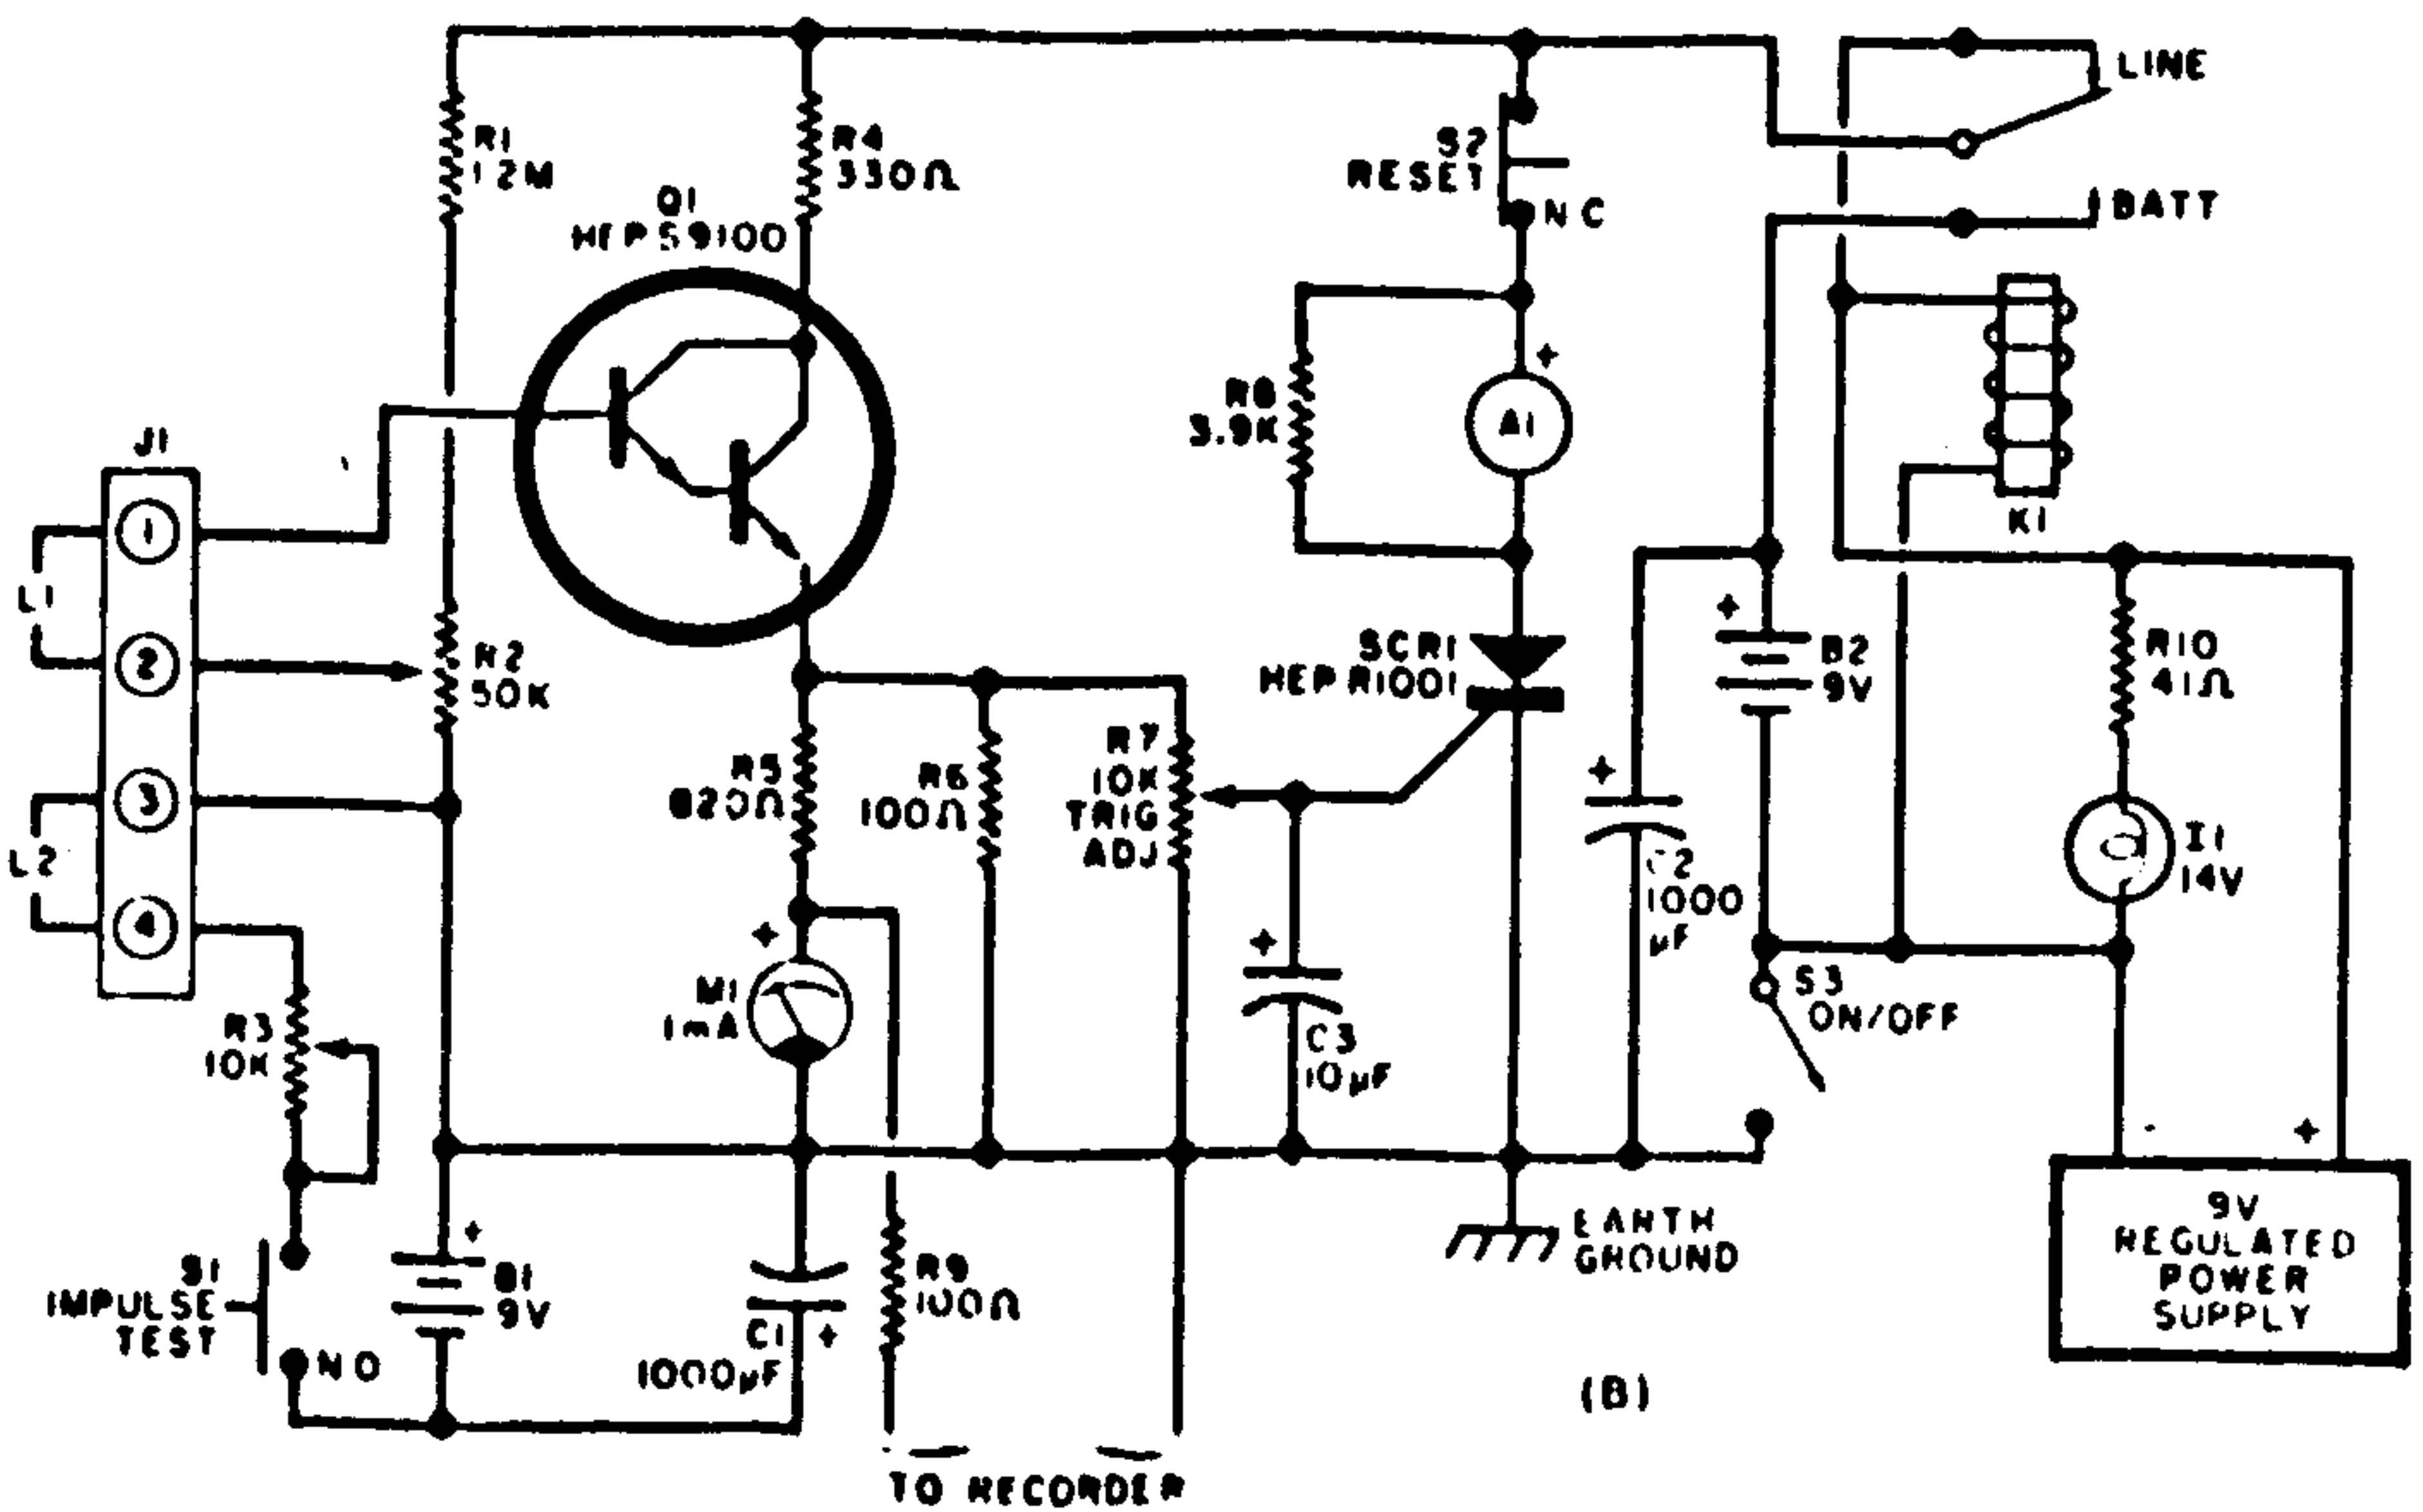 LINE
R1
1.2M
R4
330Ω
S2
RESET
NC
BATT
Q1
HEP S9100
R8
3.9K
A1
+
J1
1
2
3
4
L1
L2
K1
R2
50K
SCR1
HEP R1001
+
B2
9V
R10
41Ω
R5
820Ω
R6
100Ω
R7
10K
TRIG
ADJ
+
C2
1000
µF
I1
14V
+
M1
1mA
+
C3
10µF
S3
ON/OFF
R3
10K
-
+
9V
REGULATED
POWER
SUPPLY
EARTH
GROUND
S1
IMPULSE
TEST
NO
+
B1
9V
C1
+
1000µF
R9
100Ω
(B)
TO RECORDER